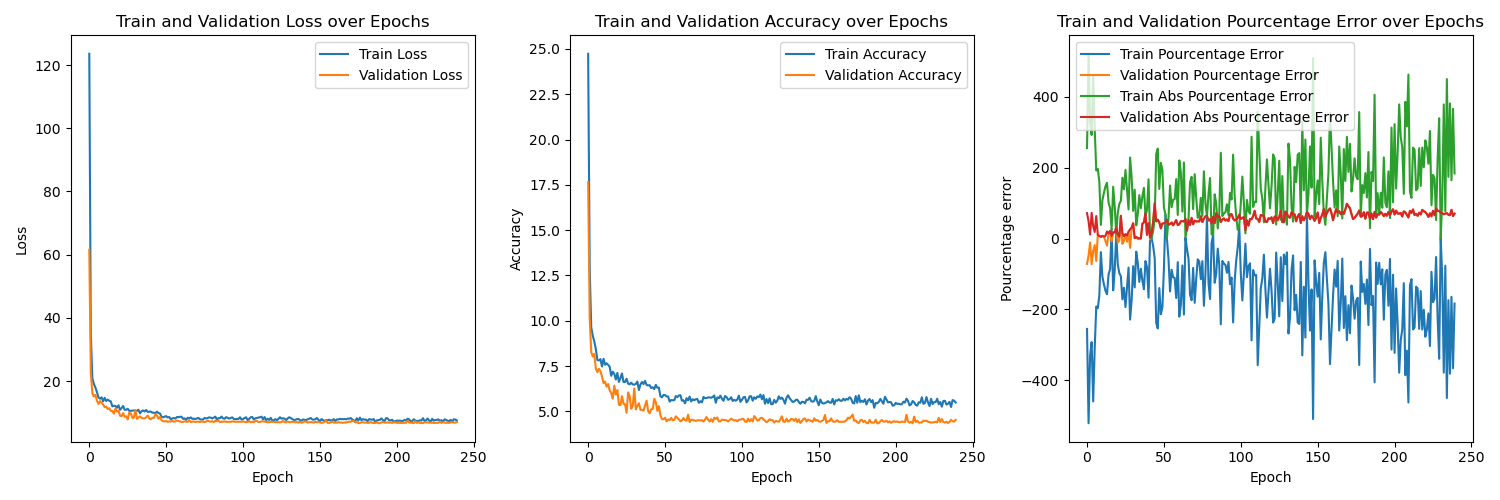 Train and Validation Loss over Epochs
Train Loss
Validation Loss
120
100
80
60
40
20
Loss
0
50
100
150
200
250
Epoch
Train and Validation Accuracy over Epochs
Train Accuracy
Validation Accuracy
25.0
22.5
20.0
17.5
15.0
12.5
10.0
7.5
5.0
Accuracy
0
50
100
150
200
250
Epoch
Train and Validation Pourcentage Error over Epochs
Train Pourcentage Error
Validation Pourcentage Error
Train Abs Pourcentage Error
Validation Abs Pourcentage Error
400
200
0
−200
−400
Pourcentage error
0
50
100
150
200
250
Epoch